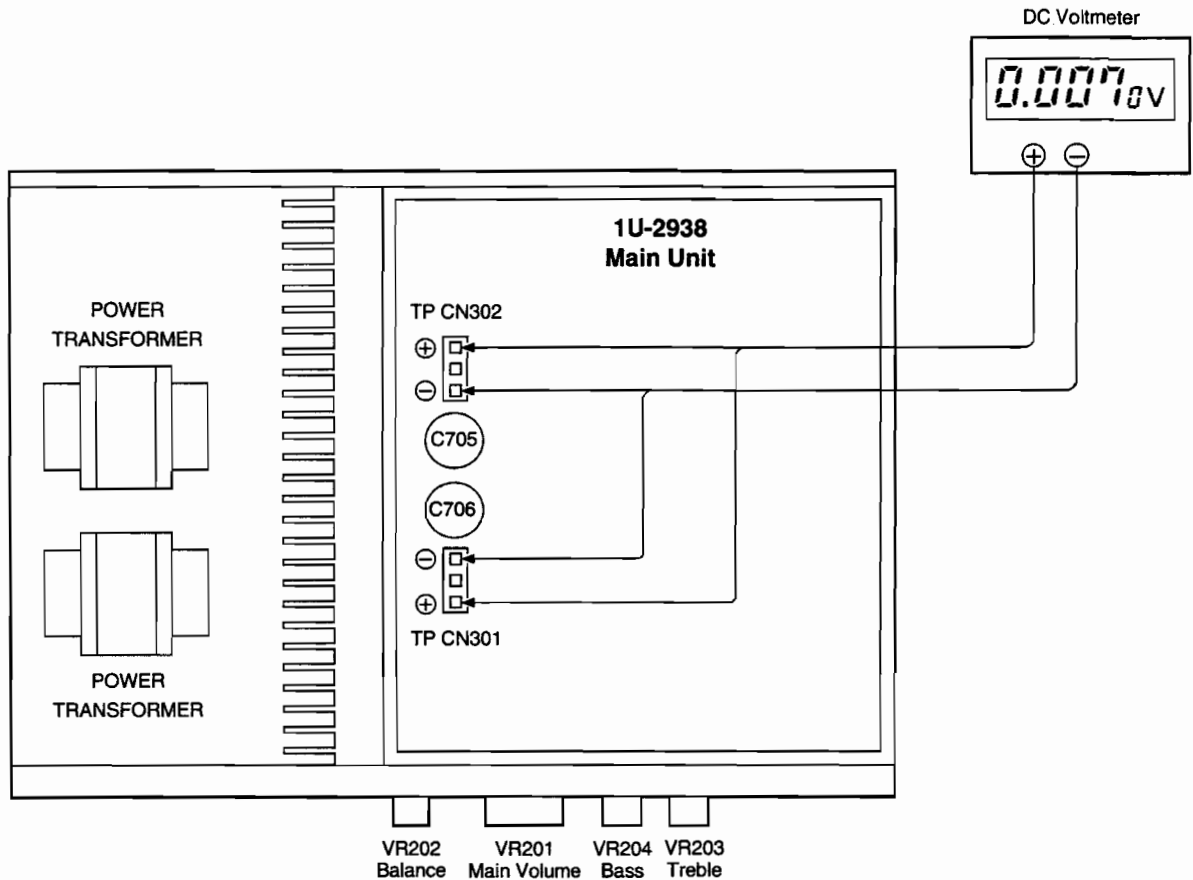 DC Voltmeter
0.0070V
⊕ ⊖
1U-2938
Main Unit
POWER
TRANSFORMER
TP CN302
⊕
⊖
C705
C706
⊖
⊕
TP CN301
POWER
TRANSFORMER
VR202
Balance
VR201
Main Volume
VR204
Bass
VR203
Treble